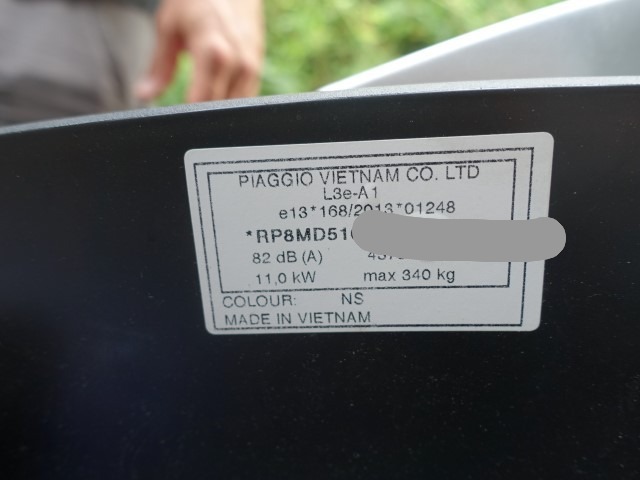 PIAGGIO VIETNAM CO. LTD
L3e-A1
e13*168/2013*01248
*RP8MD51
82 dB (A)
11,0 kW max 340 kg
COLOUR: NS
MADE IN VIETNAM